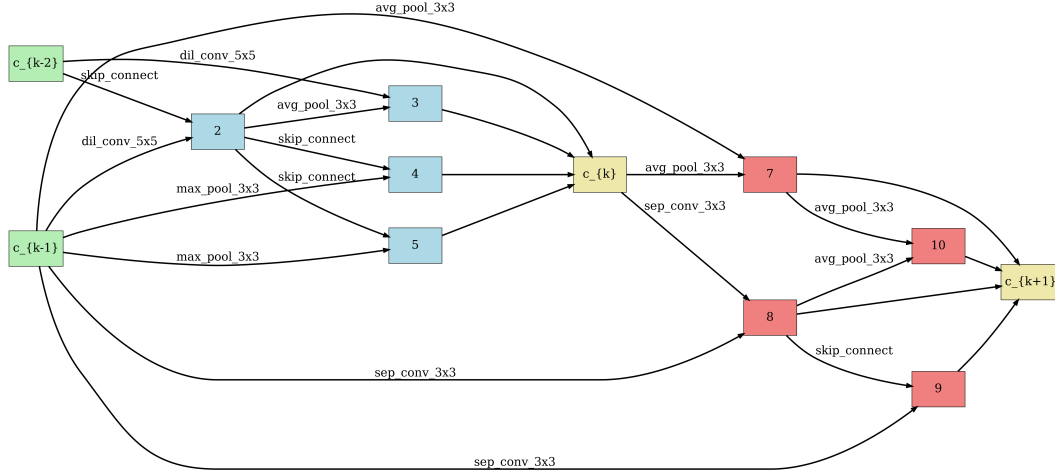 avg_pool_3x3
c_{k-2}
dil_conv_5x5
skip_connect
3
avg_pool_3x3
2
dil_conv_5x5
skip_connect
4
max_pool_3x3
skip_connect
c_{k}
avg_pool_3x3
7
sep_conv_3x3
avg_pool_3x3
c_{k-1}
max_pool_3x3
5
10
avg_pool_3x3
c_{k+1}
8
skip_connect
sep_conv_3x3
9
sep_conv_3x3